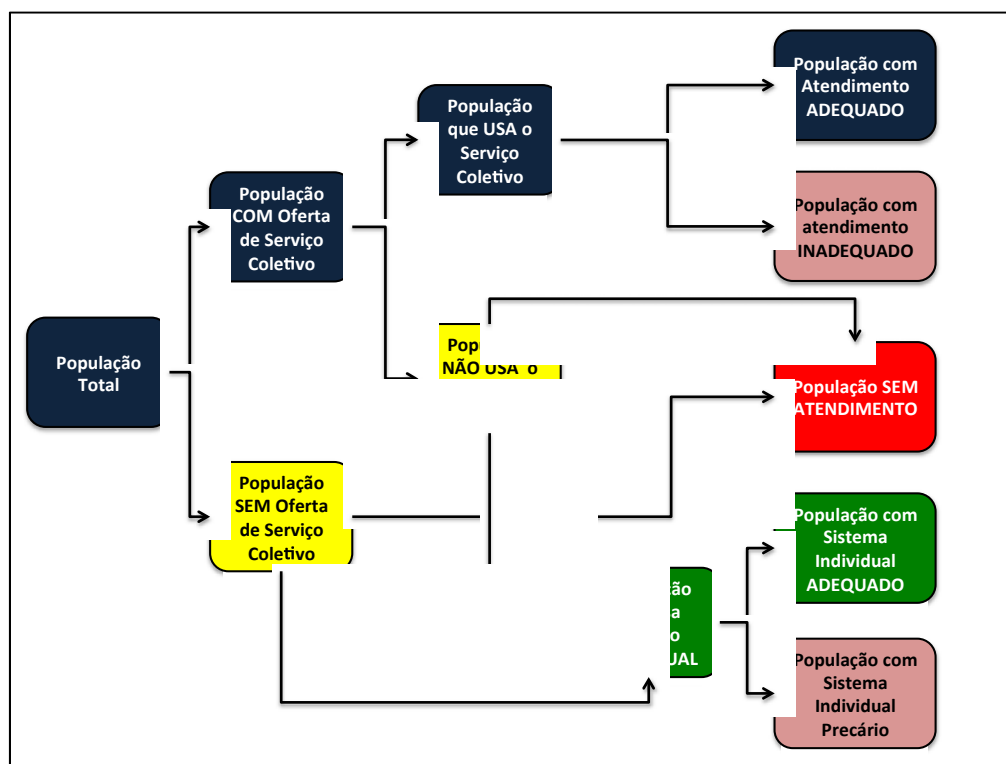 População com
Atendimento
ADEQUADO
População
que USA o
Serviço
Coletivo
População
COM Oferta
de Serviço
Coletivo
População com
atendimento
INADEQUADO
População
Total
NÃO USA o
População SEM
ATENDIMENTO
População
SEM Oferta
de Serviço
Coletivo
População com
Sistema
Individual
ADEQUADO
População com
Sistema
Individual
Precário